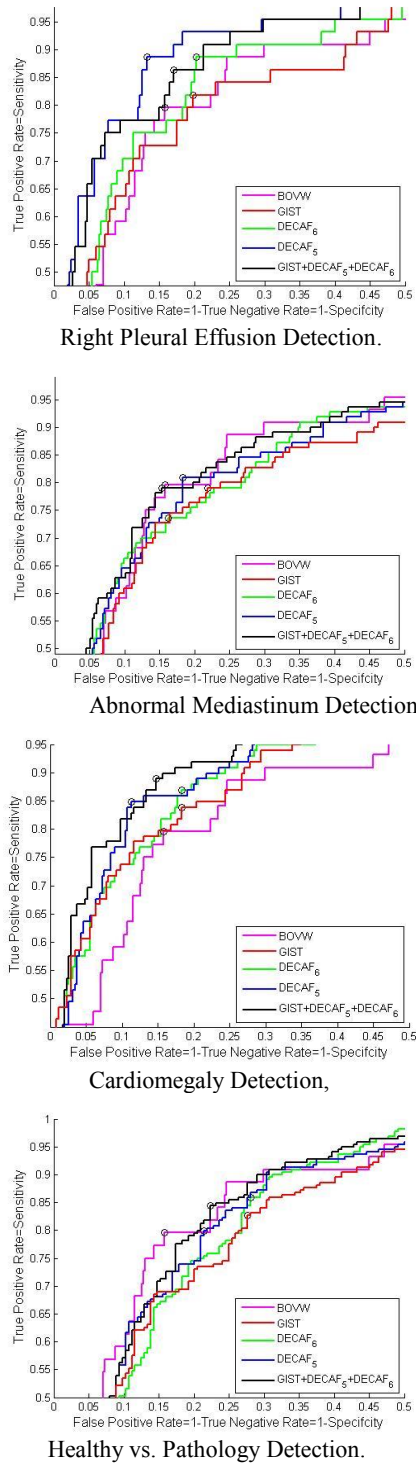 True Positive Rate=Sensitivity
0.95
0.9
0.85
0.8
0.75
0.7
0.65
0.6
0.55
0.5
BOVW
GIST
DECAF6
DECAF5
GIST+DECAF5+DECAF6
0 0.05 0.1 0.15 0.2 0.25 0.3 0.35 0.4 0.45 0.5
False Positive Rate=1-True Negative Rate=1-Specifcity
Right Pleural Effusion Detection.
True Positive Rate=Sensitivity
0.95
0.9
0.85
0.8
0.75
0.7
0.65
0.6
0.55
0.5
BOVW
GIST
DECAF6
DECAF5
GIST+DECAF5+DECAF6
0 0.05 0.1 0.15 0.2 0.25 0.3 0.35 0.4 0.45 0.5
False Positive Rate=1-True Negative Rate=1-Specifcity
Abnormal Mediastinum Detection
True Positive Rate=Sensitivity
0.95
0.9
0.85
0.8
0.75
0.7
0.65
0.6
0.55
0.5
BOVW
GIST
DECAF6
DECAF5
GIST+DECAF5+DECAF6
0 0.05 0.1 0.15 0.2 0.25 0.3 0.35 0.4 0.45 0.5
False Positive Rate=1-True Negative Rate=1-Specifcity
Cardiomegaly Detection,
True Positive Rate=Sensitivity
1
0.95
0.9
0.85
0.8
0.75
0.7
0.65
0.6
0.55
0.5
BOVW
GIST
DECAF6
DECAF5
GIST+DECAF5+DECAF6
0 0.05 0.1 0.15 0.2 0.25 0.3 0.35 0.4 0.45 0.5
False Positive Rate=1-True Negative Rate=1-Specifcity
Healthy vs. Pathology Detection.